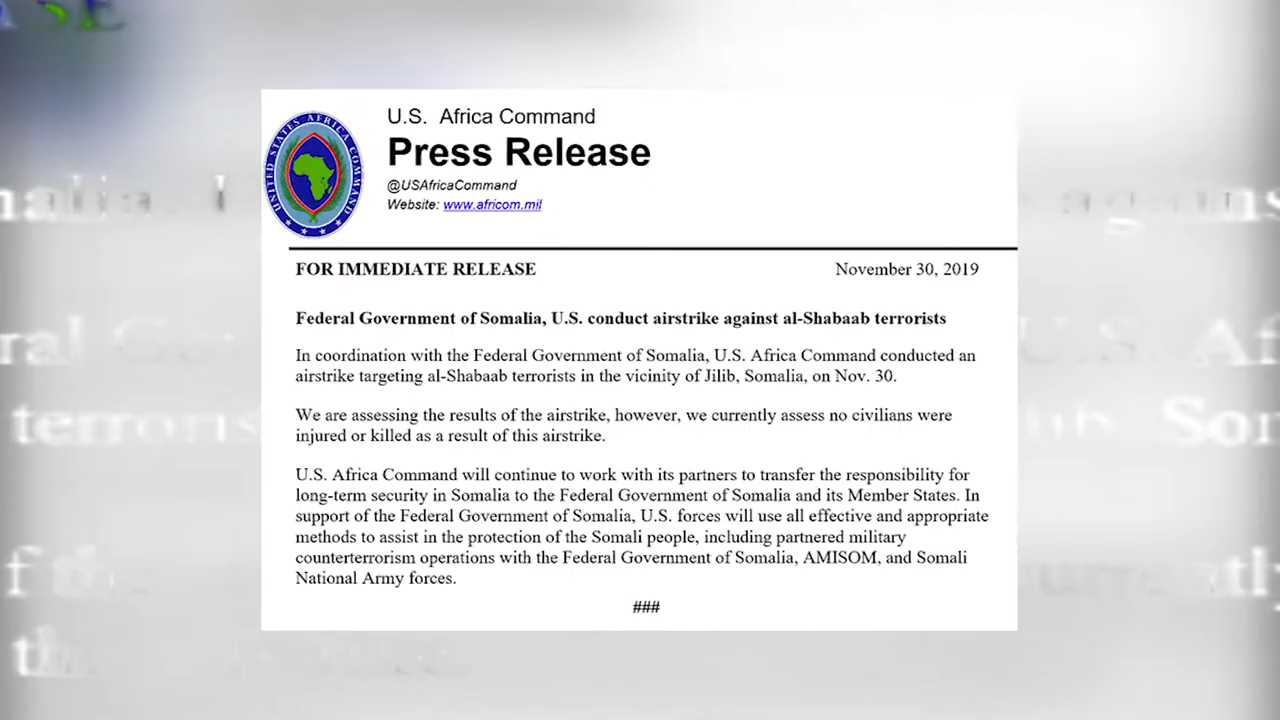 UNITED STATES AFRICA COMMAND
U.S. Africa Command
Press Release
@USAfricaCommand
Website: www.africom.mil
FOR IMMEDIATE RELEASE November 30, 2019
Federal Government of Somalia, U.S. conduct airstrike against al-Shabaab terrorists
In coordination with the Federal Government of Somalia, U.S. Africa Command conducted an
airstrike targeting al-Shabaab terrorists in the vicinity of Jilib, Somalia, on Nov. 30.
We are assessing the results of the airstrike, however, we currently assess no civilians were
injured or killed as a result of this airstrike.
U.S. Africa Command will continue to work with its partners to transfer the responsibility for
long-term security in Somalia to the Federal Government of Somalia and its Member States. In
support of the Federal Government of Somalia, U.S. forces will use all effective and appropriate
methods to assist in the protection of the Somali people, including partnered military
counterterrorism operations with the Federal Government of Somalia, AMISOM, and Somali
National Army forces.
###